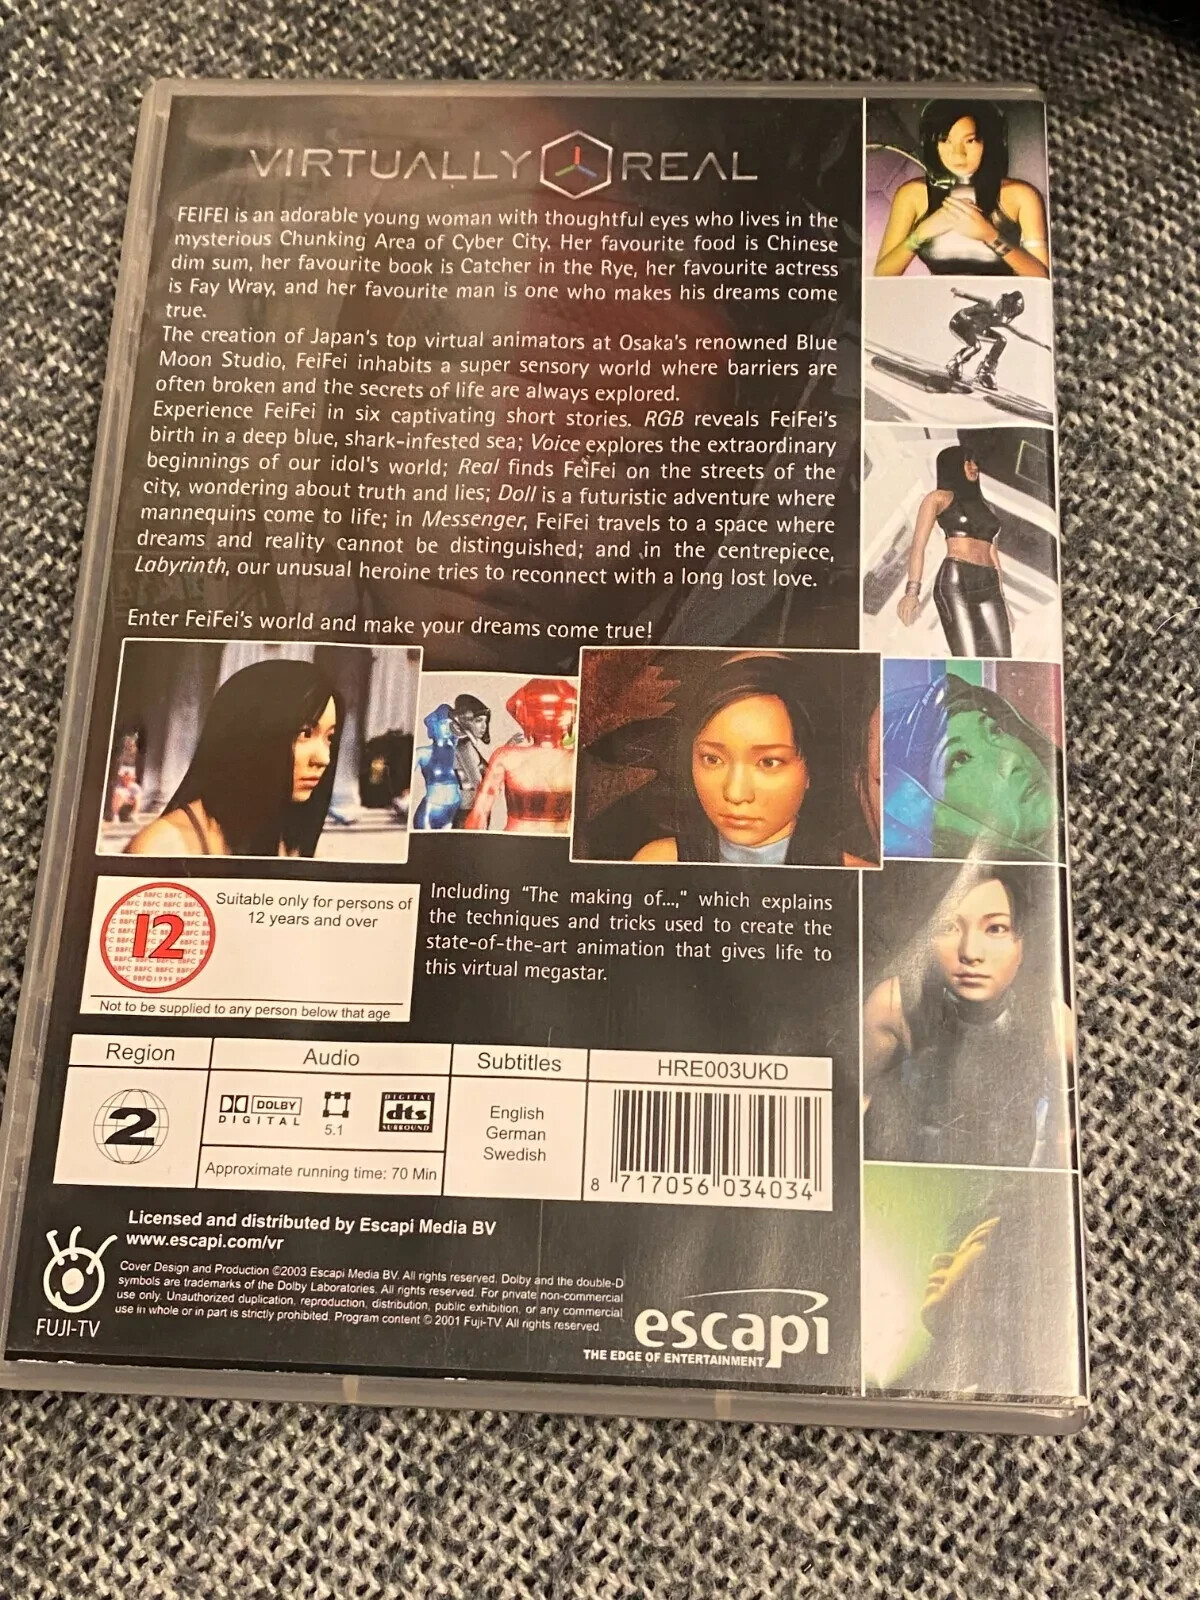 VIRTUALLY REAL
FEIFEI is an adorable young woman with thoughtful eyes who lives in the
mysterious Chunking Area of Cyber City. Her favourite food is Chinese
dim sum, her favourite book is Catcher in the Rye, her favourite actress
is Fay Wray, and her favourite man is one who makes his dreams come
true.
The creation of Japan's top virtual animators at Osaka's renowned Blue
Moon Studio, FeiFei inhabits a super sensory world where barriers are
often broken and the secrets of life are always explored.
Experience FeiFei in six captivating short stories. RGB reveals FeiFei's
birth in a deep blue, shark-infested sea; Voice explores the extraordinary
beginnings of our idol's world; Real finds FeiFei on the streets of the
city, wondering about truth and lies; Doll is a futuristic adventure where
mannequins come to life; in Messenger, FeiFei travels to a space where
dreams and reality cannot be distinguished; and in the centrepiece,
Labyrinth, our unusual heroine tries to reconnect with a long lost love.
Enter FeiFei's world and make your dreams come true!
12
Suitable only for persons of
12 years and over
Not to be supplied to any person below that age
Including "The making of...," which explains
the techniques and tricks used to create the
state-of-the-art animation that gives life to
this virtual megastar.
Region
2
Audio
DOLBY
DIGITAL
5.1
DIGITAL
dts
SURROUND
Approximate running time: 70 Min
Subtitles
English
German
Swedish
HRE003UKD
8 717056 034034
Licensed and distributed by Escapi Media BV
www.escapi.com/vr
Cover Design and Production ©2003 Escapi Media BV. All rights reserved. Dolby and the double-D
symbols are trademarks of the Dolby Laboratories. All rights reserved. For private non-commercial
use only. Unauthorized duplication, reproduction, distribution, public exhibition, or any commercial
use in whole or in part is strictly prohibited. Program content © 2001 Fuji-TV. All rights reserved.
FUJI-TV
escapi
THE EDGE OF ENTERTAINMENT